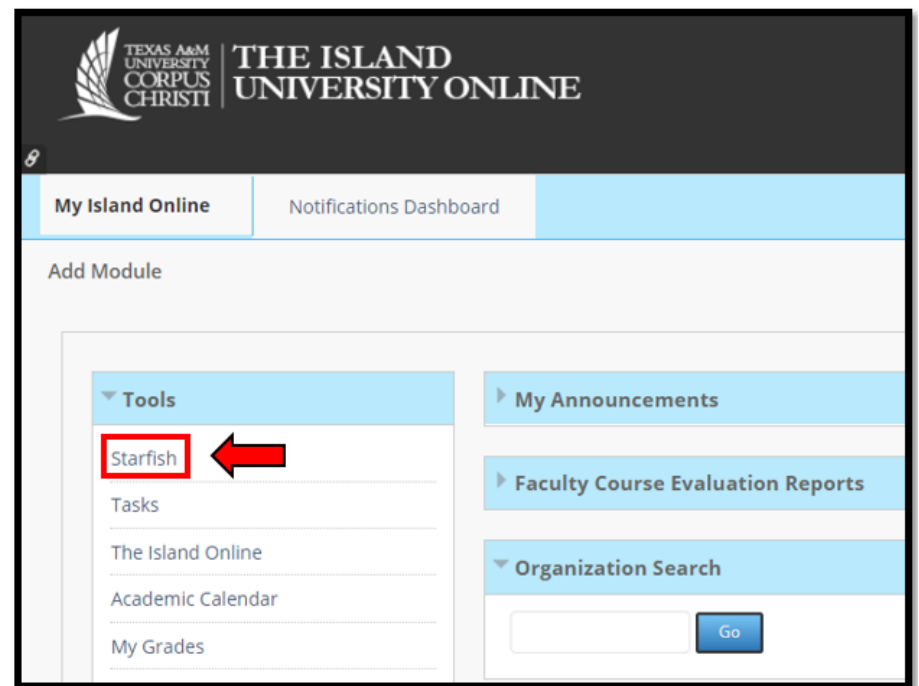 TEXAS A&M
UNIVERSITY
CORPUS
CHRISTI
THE ISLAND
UNIVERSITY ONLINE
My Island Online
Notifications Dashboard
Add Module
Tools
Starfish
Tasks
The Island Online
Academic Calendar
My Grades
My Announcements
Faculty Course Evaluation Reports
Organization Search
Go